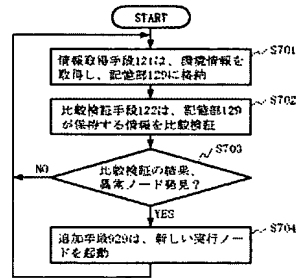 START
情報取得手段121は、環境情報を
取得し、記憶部129に格納
S701
比較検証手段122は、記憶部129
が保持する情報を比較検証
S702
比較検証の結果、
異常ノード発見?
S703
NO
YES
追加手段929は、新しい実行ノー
ドを起動
S704